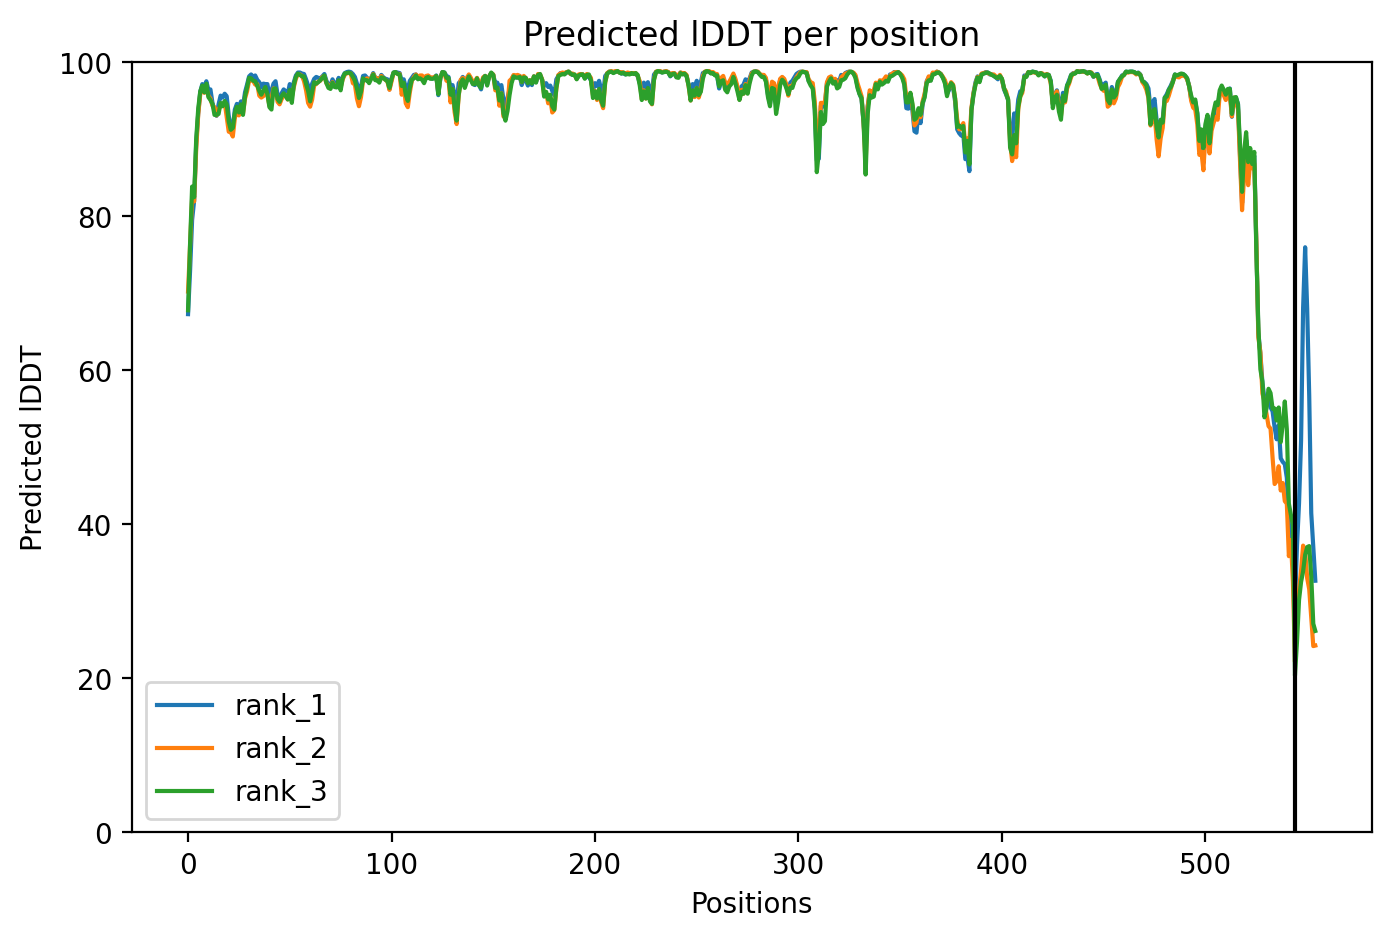 Predicted lDDT per position
100
80
60
40
20
0
Predicted lDDT
rank_1
rank_2
rank_3
0 100 200 300 400 500
Positions